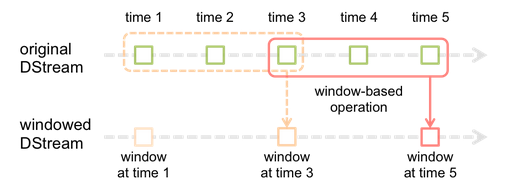 time 1 time 2 time 3 time 4 time 5
original
DStream
window-based
operation
windowed
DStream
window
at time 1
window
at time 3
window
at time 5